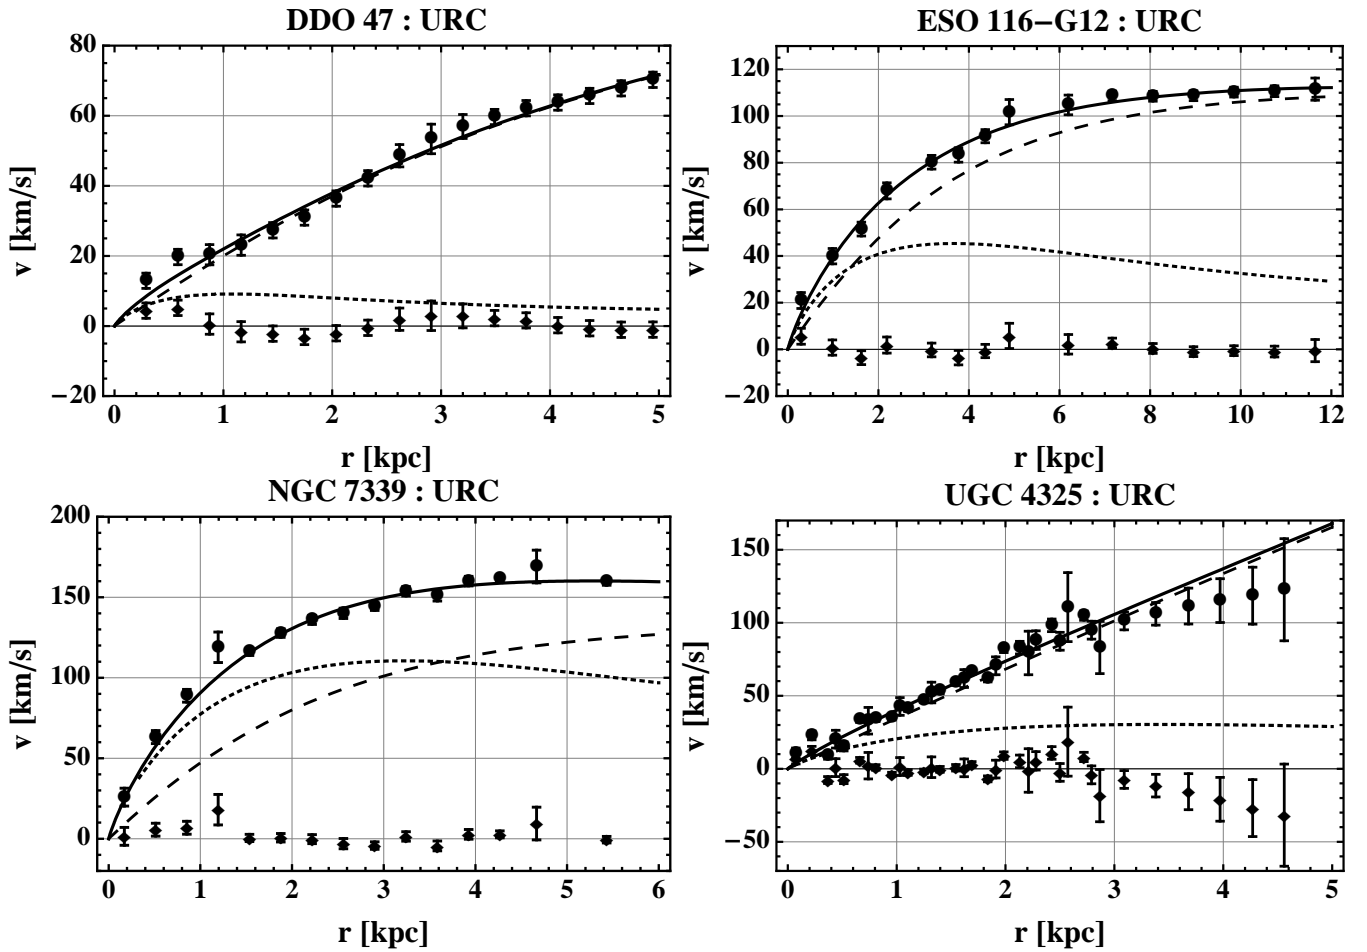 DDO 47 : URC
v [km/s]
80
60
40
20
0
−20
0 1 2 3 4 5
r [kpc]
ESO 116−G12 : URC
v [km/s]
120
100
80
60
40
20
0
−20
0 2 4 6 8 10 12
r [kpc]
NGC 7339 : URC
v [km/s]
200
150
100
50
0
0 1 2 3 4 5 6
r [kpc]
UGC 4325 : URC
v [km/s]
150
100
50
0
−50
0 1 2 3 4 5
r [kpc]